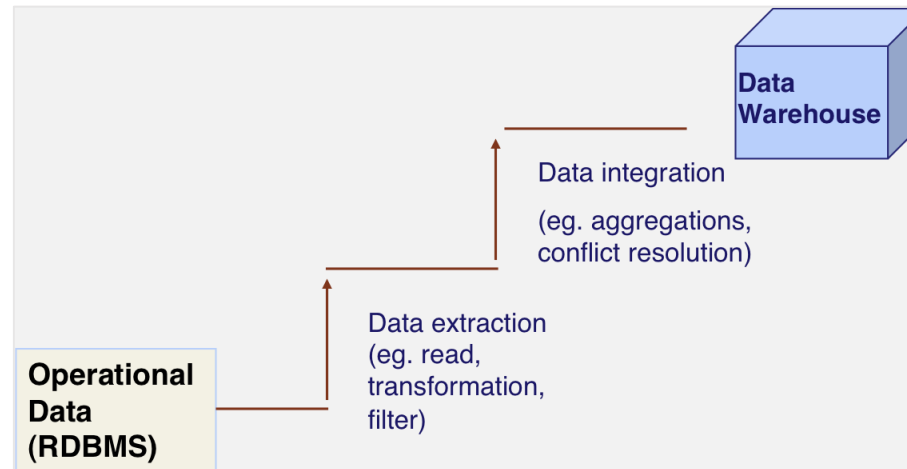 Data
Warehouse
Data integration
(eg. aggregations,
conflict resolution)
Data extraction
(eg. read,
transformation,
filter)
Operational
Data
(RDBMS)